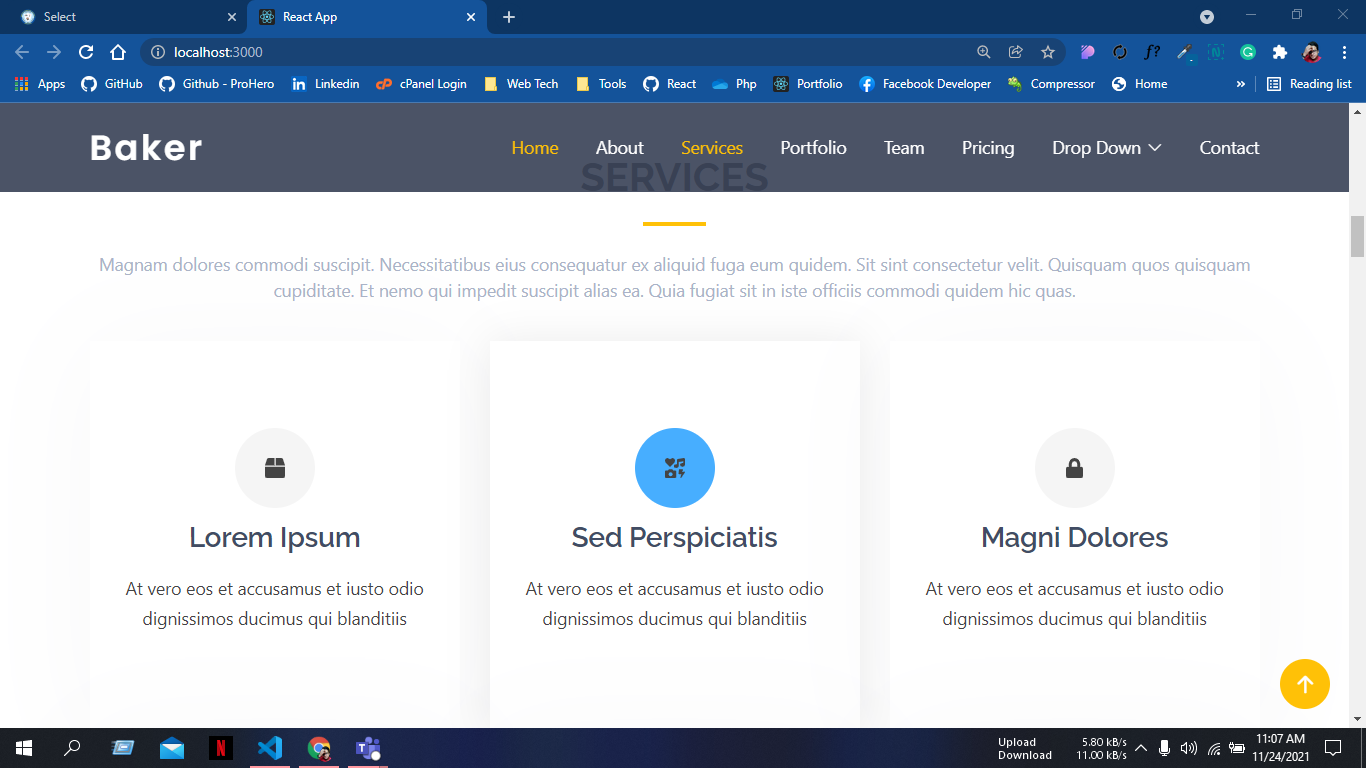 Select
React App
localhost:3000
Apps GitHub Github - ProHero Linkedin cPanel Login Web Tech Tools React Php Portfolio Facebook Developer Compressor Home » Reading list
Baker Home About Services Portfolio Team Pricing Drop Down Contact
SERVICES
Magnam dolores commodi suscipit. Necessitatibus eius consequatur ex aliquid fuga eum quidem. Sit sint consectetur velit. Quisquam quos quisquam
cupiditate. Et nemo qui impedit suscipit alias ea. Quia fugiat sit in iste officiis commodi quidem hic quas.
Lorem Ipsum
At vero eos et accusamus et iusto odio
dignissimos ducimus qui blanditiis
Sed Perspiciatis
At vero eos et accusamus et iusto odio
dignissimos ducimus qui blanditiis
Magni Dolores
At vero eos et accusamus et iusto odio
dignissimos ducimus qui blanditiis
Upload 5.80 kB/s
Download 11.00 kB/s
11:07 AM
11/24/2021